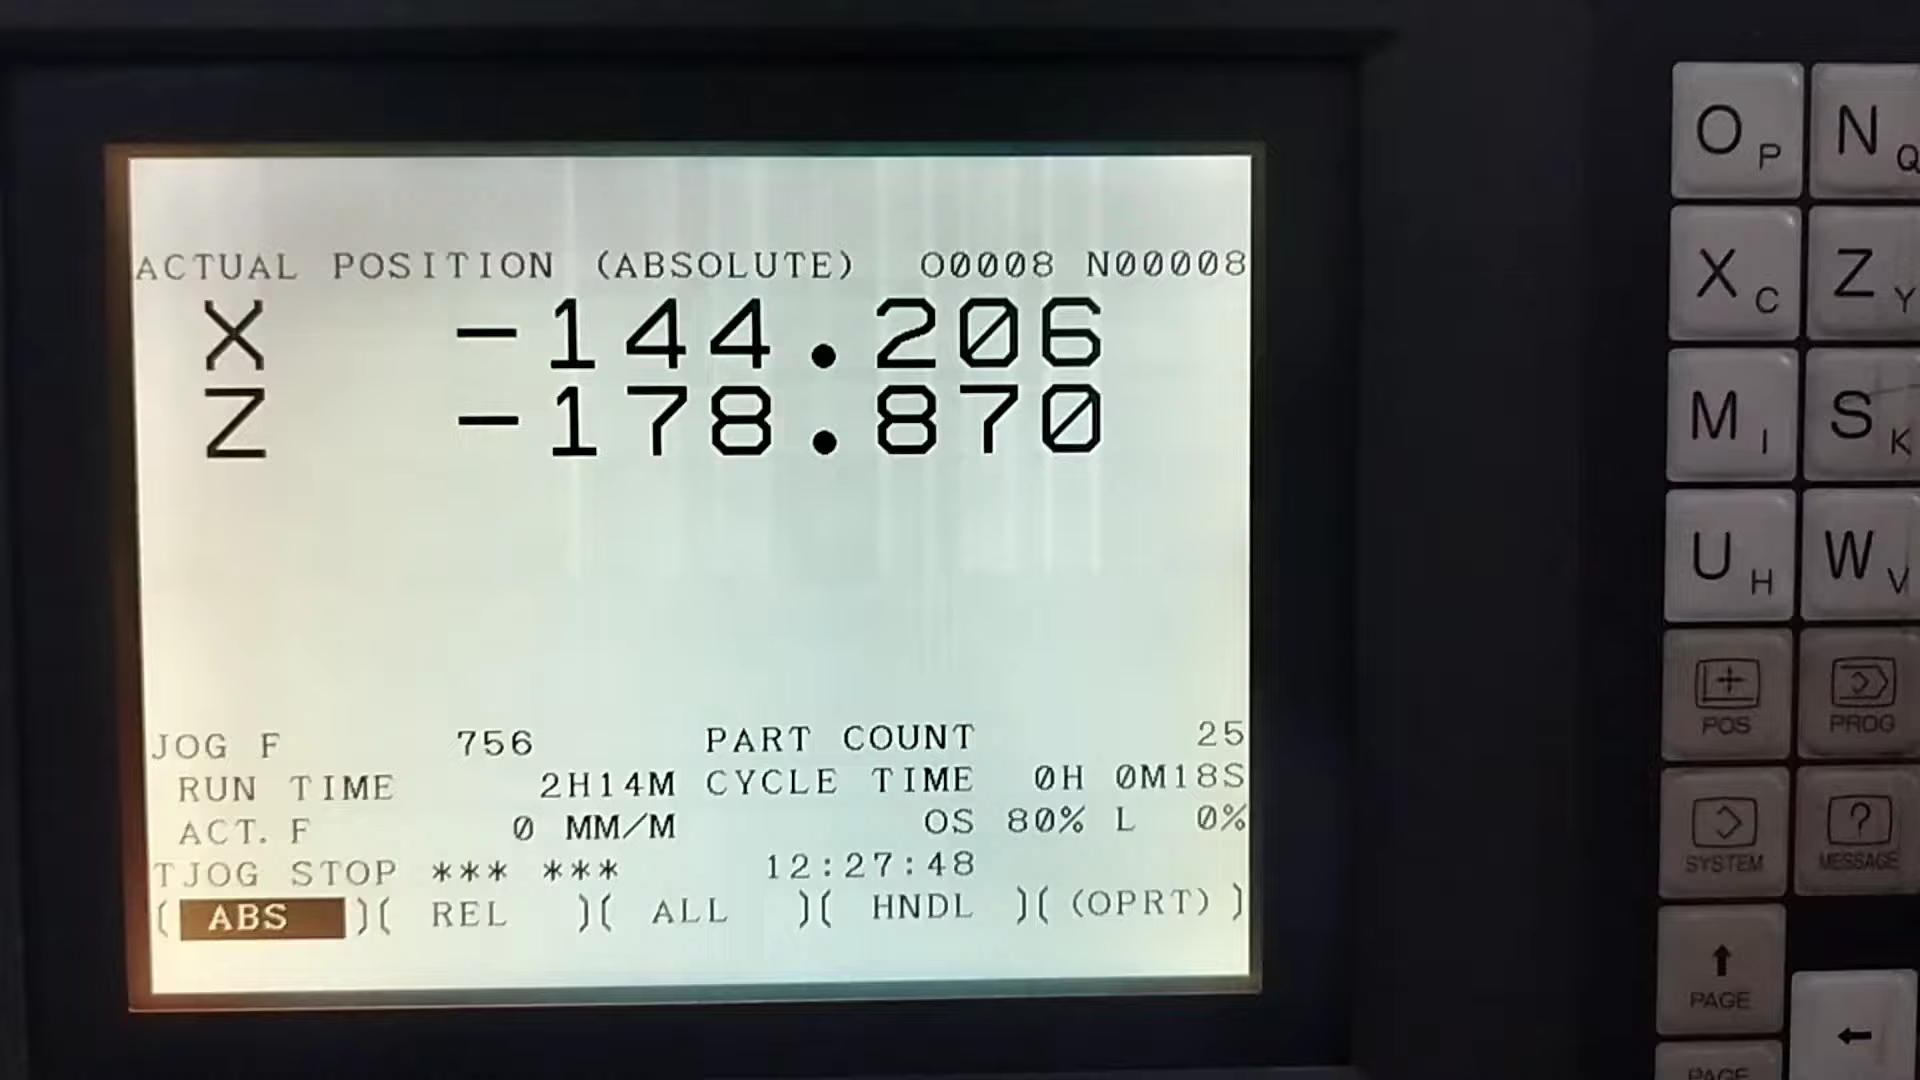 ACTUAL POSITION (ABSOLUTE) O0008 N00008
X -144.206
Z -178.870
JOG F 756 PART COUNT 25
RUN TIME 2H14M CYCLE TIME 0H 0M18S
ACT. F 0 MM/M OS 80% L 0%
TJOG STOP *** *** 12:27:48
( ABS )( REL )( ALL )( HNDL )( (OPRT) )
O P N Q
X C Z Y
M I S K
U H W V
POS PROG
SYSTEM ? MESSAGE
↑ PAGE
←
PAGE